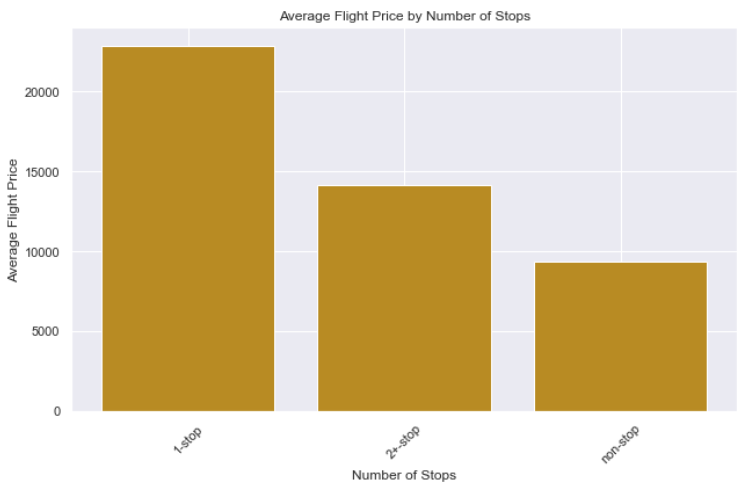 Average Flight Price by Number of Stops
20000
15000
10000
5000
0
Average Flight Price
1-stop
2+-stop
non-stop
Number of Stops